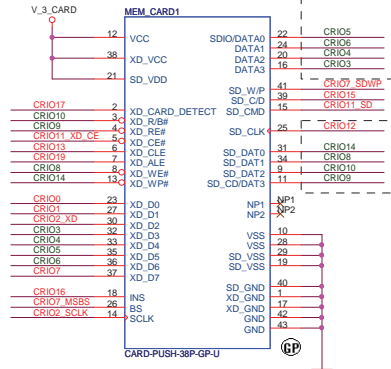 V_3_CARD
MEM_CARD1
12 VCC SDIO/DATA0 22 CRIO5
DATA1 24 CRIO6
38 XD_VCC DATA2 20 CRIO4
DATA3 16 CRIO3
21 SD_VDD
SD_W/P 41 CRIO7_SDWP
SD_C/D 39 CRIO15
CRIO17 2 XD_CARD_DETECT SD_CMD 15 CRIO11_SD
CRIO10 3 XD_R/B#
CRIO9 4 XD_RE# SD_CLK 25 CRIO12
CRIO11_XD_CE 5 XD_CE#
CRIO13 6 XD_CLE SD_DAT0 31 CRIO14
CRIO19 7 XD_ALE SD_DAT1 34 CRIO8
CRIO8 8 XD_WE# SD_DAT2 9 CRIO10
CRIO14 13 XD_WP# SD_CD/DAT3 11 CRIO9
CRIO0 23 XD_D0 NP1 NP1
CRIO1 27 XD_D1 NP2 NP2
CRIO2_XD 30 XD_D2
CRIO3 32 XD_D3 VSS 10
CRIO4 33 XD_D4 VSS 28
CRIO5 35 XD_D5 SD_VSS 29
CRIO6 36 XD_D6 SD_VSS 19
CRIO7 37 XD_D7
SD_GND 40
CRIO16 18 INS XD_GND 1
CRIO7_MSBS 26 BS XD_GND 17
CRIO2_SCLK 14 SCLK GND 42
GND 43
CARD-PUSH-38P-GP-U
GP